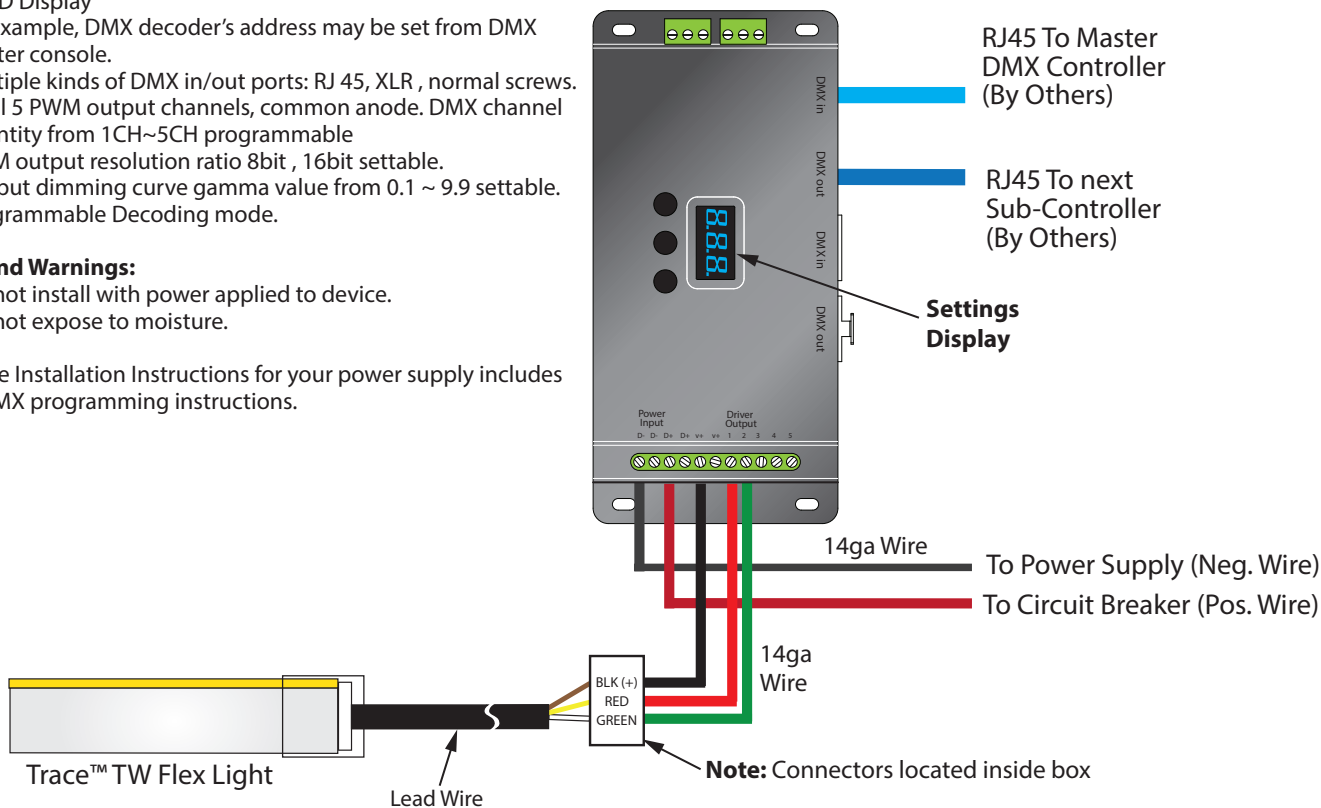 D Display
xample, DMX decoder's address may be set from DMX
ter console.
tiple kinds of DMX in/out ports: RJ 45, XLR , normal screws.
l 5 PWM output channels, common anode. DMX channel
ntity from 1CH~5CH programmable
M output resolution ratio 8bit , 16bit settable.
put dimming curve gamma value from 0.1 ~ 9.9 settable.
grammable Decoding mode.
nd Warnings:
not install with power applied to device.
not expose to moisture.
e Installation Instructions for your power supply includes
MX programming instructions.
DMX in
DMX out
DMX in
DMX out
8.8.8.
RJ45 To Master
DMX Controller
(By Others)
RJ45 To next
Sub-Controller
(By Others)
Settings
Display
Power
Input
Driver
Output
D- D- D+ D+ v+ v+ 1 2 3 4 5
14ga Wire
To Power Supply (Neg. Wire)
To Circuit Breaker (Pos. Wire)
14ga
Wire
BLK (+)
RED
GREEN
Trace™ TW Flex Light
Lead Wire
Note: Connectors located inside box